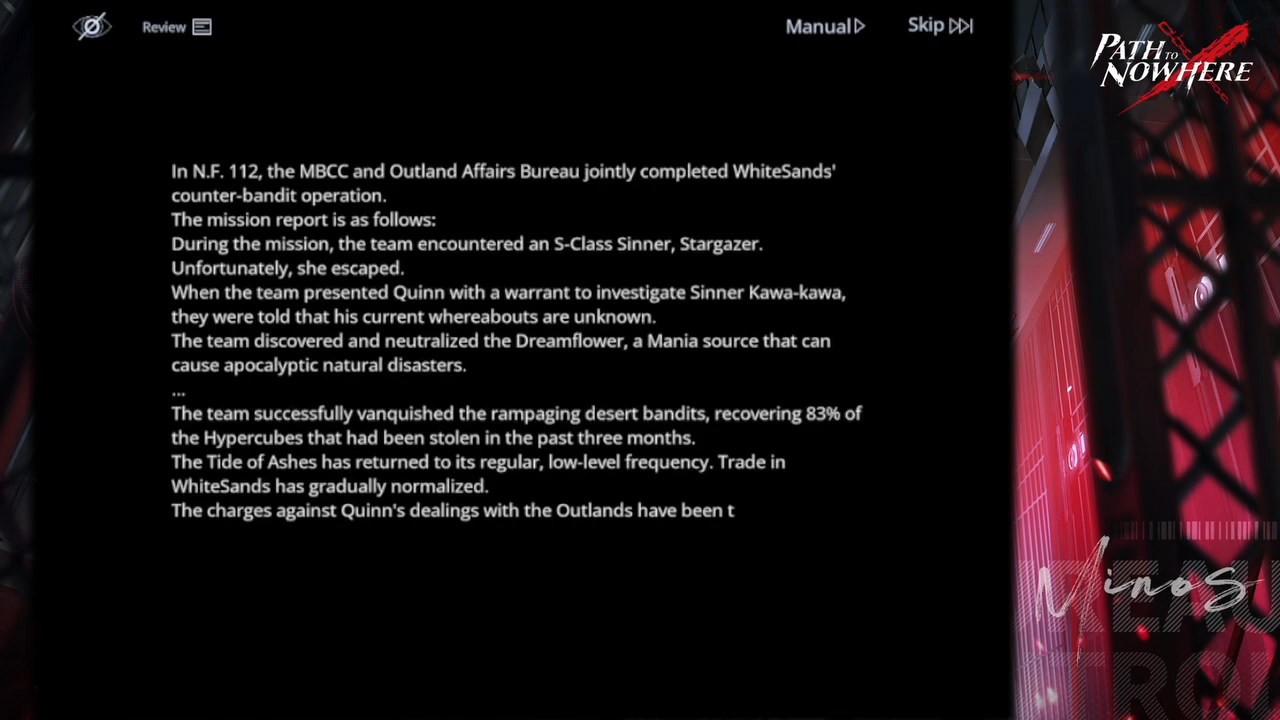 Review
Manual
Skip
PATH TO
NOWHERE
In N.F. 112, the MBCC and Outland Affairs Bureau jointly completed WhiteSands'
counter-bandit operation.
The mission report is as follows:
During the mission, the team encountered an S-Class Sinner, Stargazer.
Unfortunately, she escaped.
When the team presented Quinn with a warrant to investigate Sinner Kawa-kawa,
they were told that his current whereabouts are unknown.
The team discovered and neutralized the Dreamflower, a Mania source that can
cause apocalyptic natural disasters.
...
The team successfully vanquished the rampaging desert bandits, recovering 83% of
the Hypercubes that had been stolen in the past three months.
The Tide of Ashes has returned to its regular, low-level frequency. Trade in
WhiteSands has gradually normalized.
The charges against Quinn's dealings with the Outlands have been t
Minos